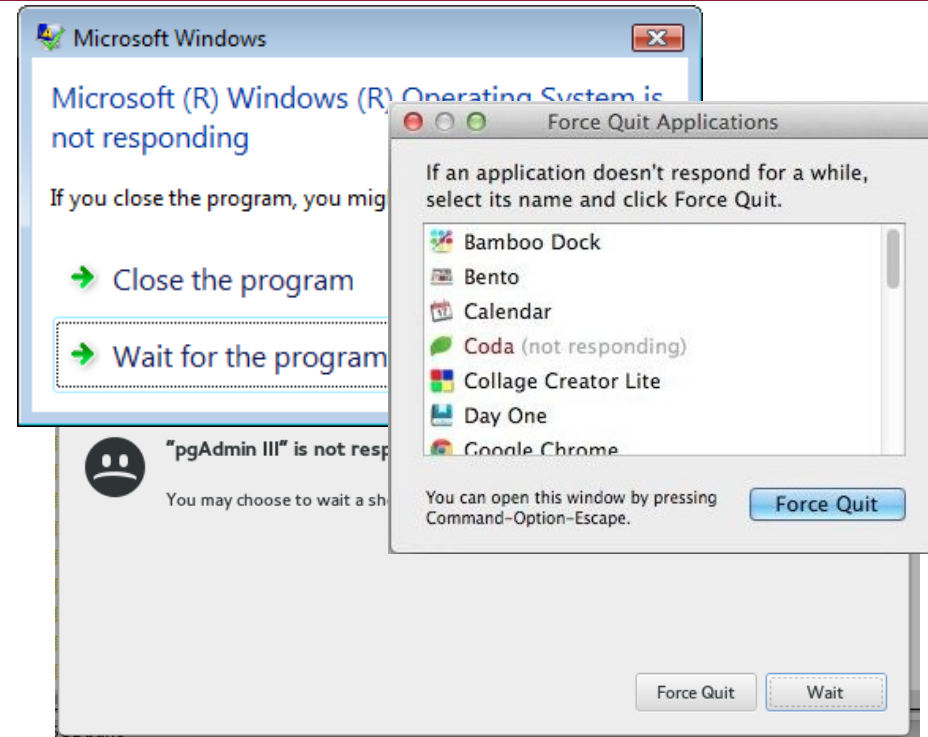 Microsoft Windows
Microsoft (R) Windows (R) Operating System is
not responding
If you close the program, you mig
Close the program
Wait for the program
Force Quit Applications
If an application doesn't respond for a while,
select its name and click Force Quit.
Bamboo Dock
Bento
Calendar
Coda (not responding)
Collage Creator Lite
Day One
Google Chrome
You can open this window by pressing
Command-Option-Escape.
Force Quit
"pgAdmin III" is not resp
You may choose to wait a sh
Force Quit
Wait